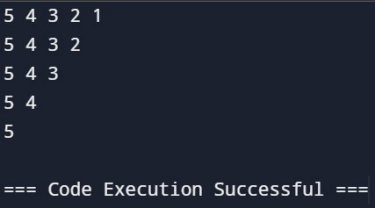 5 4 3 2 1
5 4 3 2
5 4 3
5 4
5
=== Code Execution Successful ===